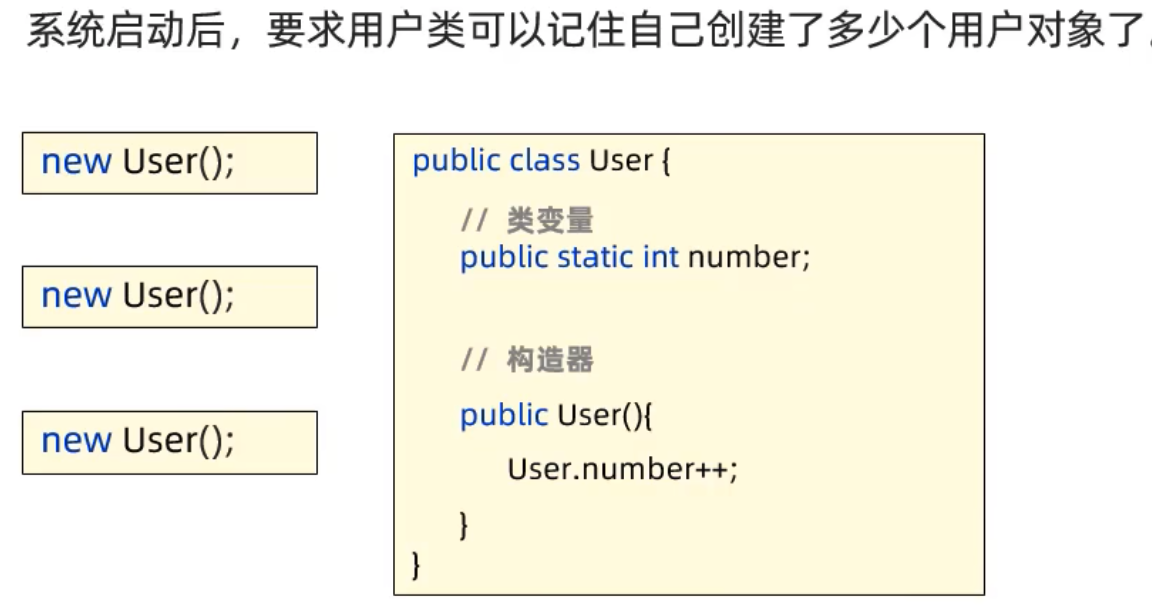 系统启动后，要求用户类可以记住自己创建了多少个用户对象了。
new User();
new User();
new User();
public class User {
// 类变量
public static int number;
// 构造器
public User(){
User.number++;
}
}